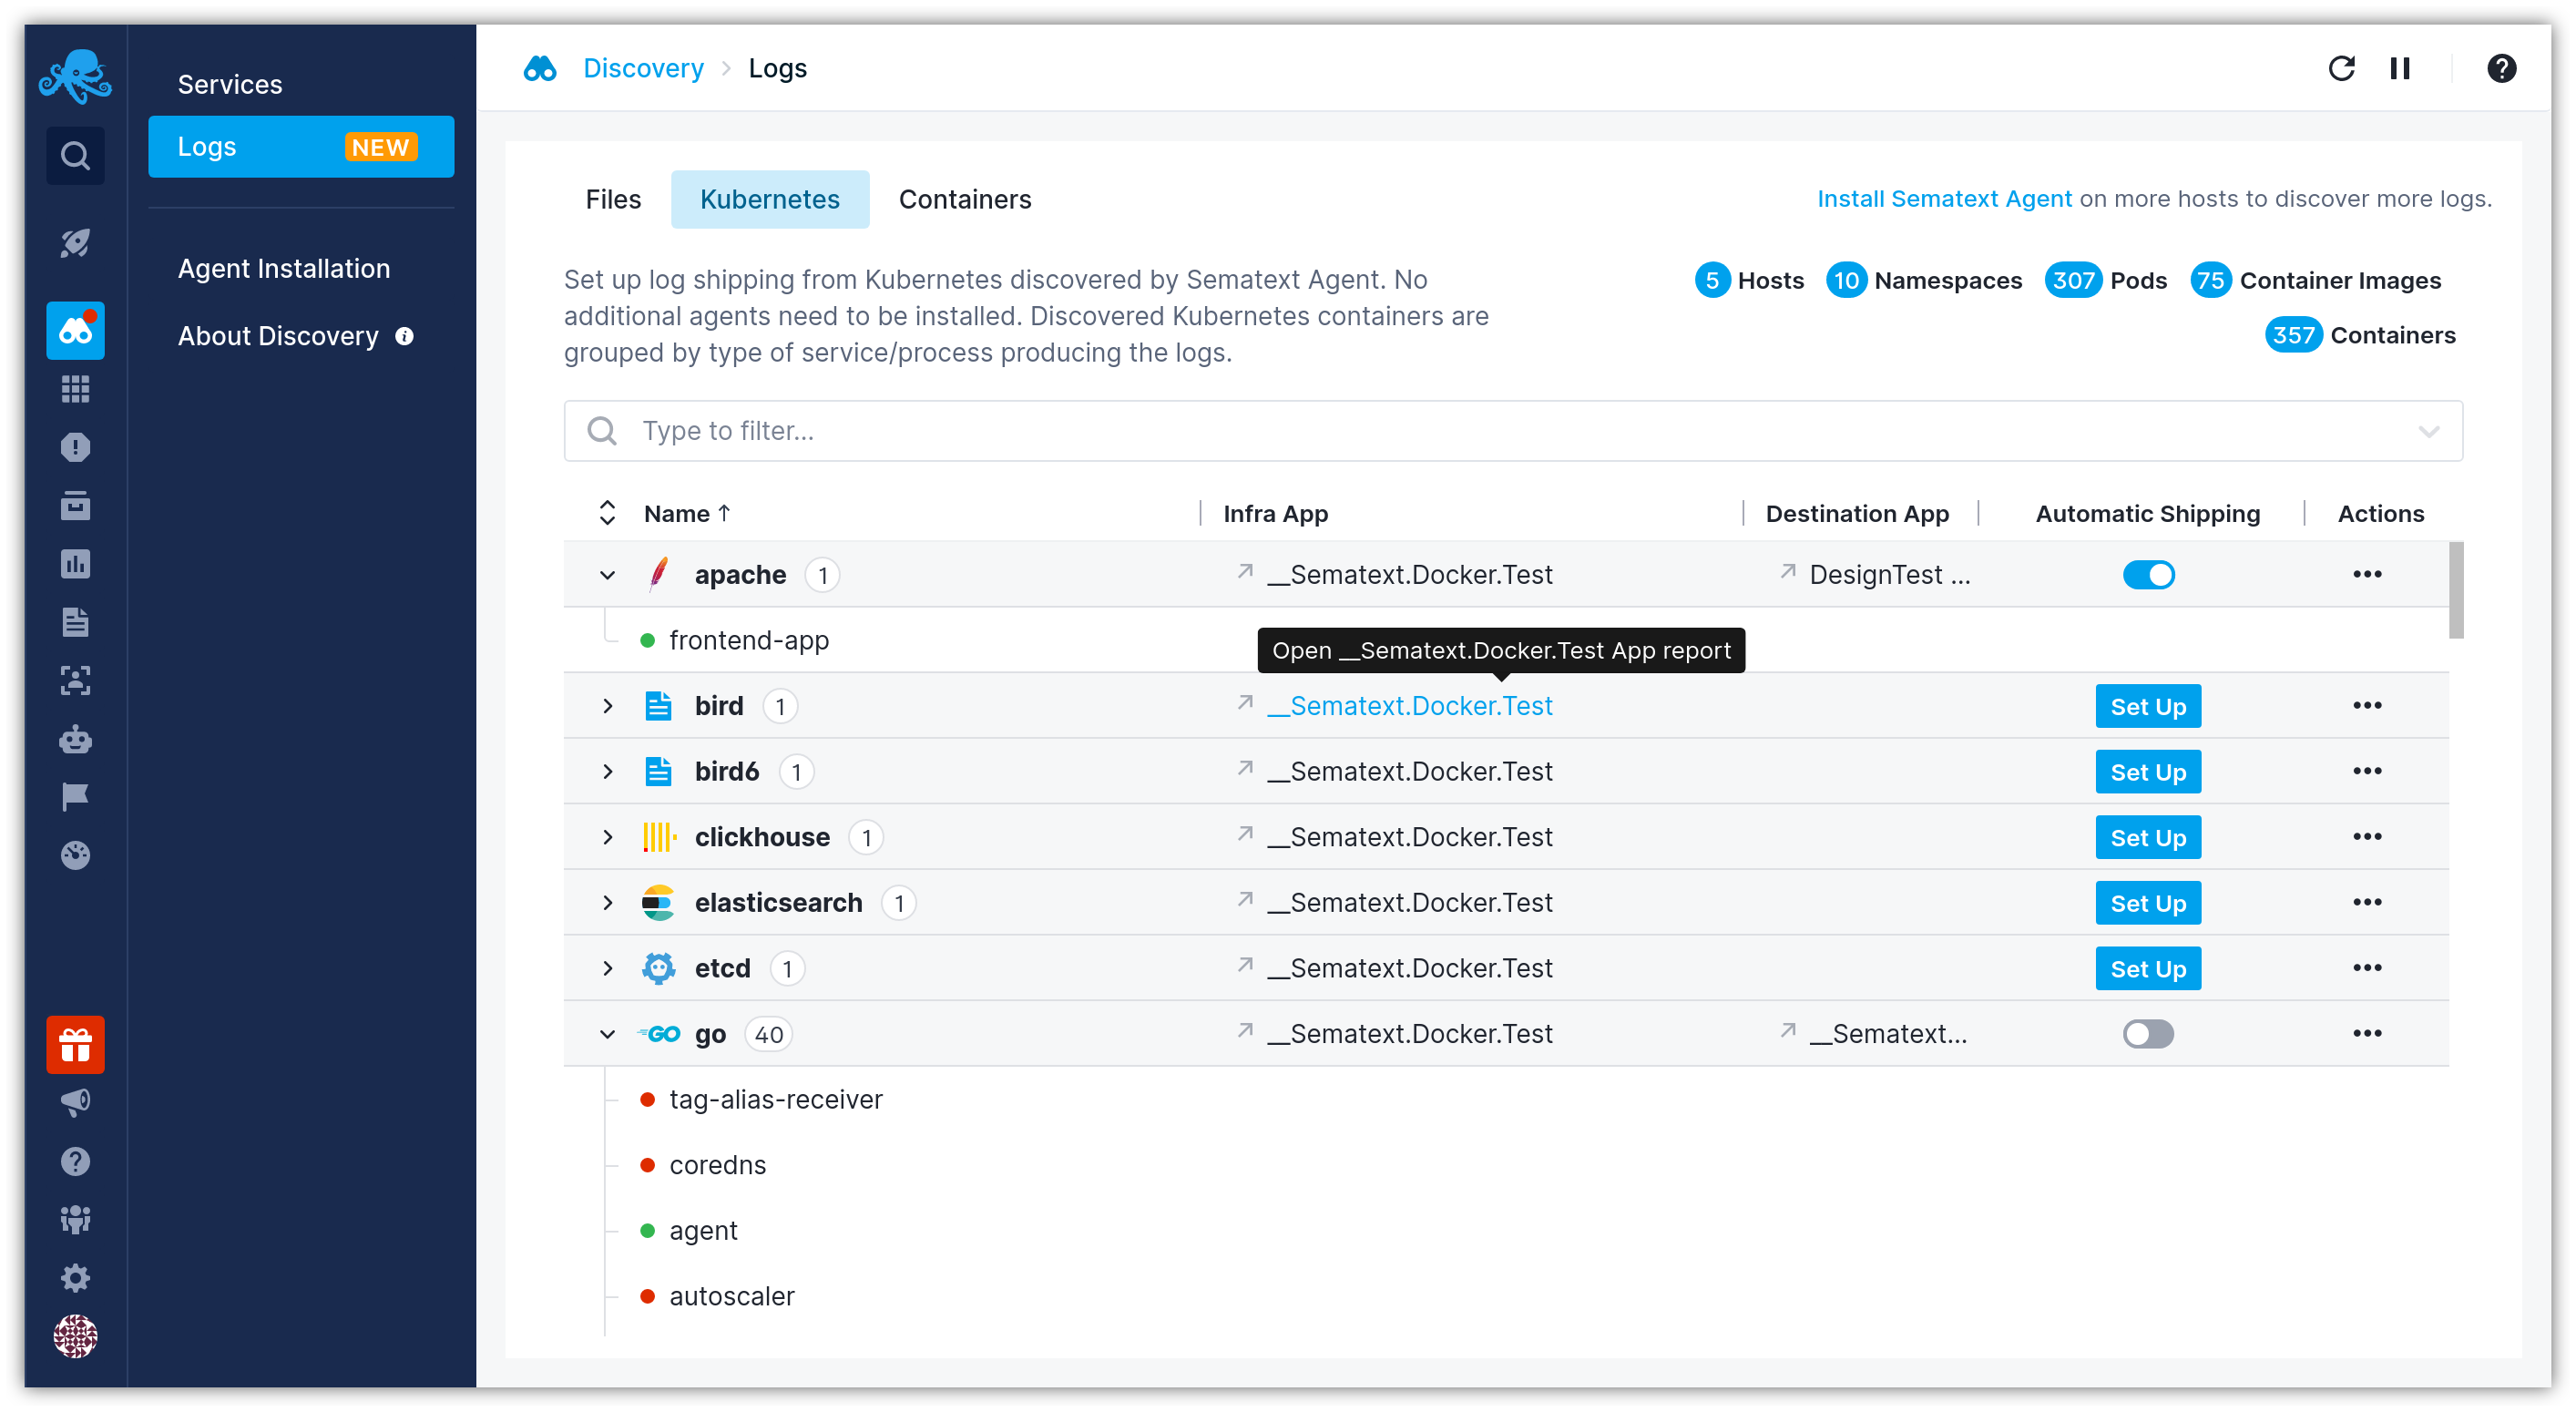 Services
Logs NEW
Agent Installation
About Discovery
Discovery Logs
Files Kubernetes Containers
Install Sematext Agent on more hosts to discover more logs.
Set up log shipping from Kubernetes discovered by Sematext Agent. No
additional agents need to be installed. Discovered Kubernetes containers are
grouped by type of service/process producing the logs.
5 Hosts 10 Namespaces 307 Pods 75 Container Images
357 Containers
Type to filter...
Name ↑ Infra App Destination App Automatic Shipping Actions
apache 1 __Sematext.Docker.Test DesignTest ...
frontend-app
Open __Sematext.Docker.Test App report
bird 1 __Sematext.Docker.Test Set Up
bird6 1 __Sematext.Docker.Test Set Up
clickhouse 1 __Sematext.Docker.Test Set Up
elasticsearch 1 __Sematext.Docker.Test Set Up
etcd 1 __Sematext.Docker.Test Set Up
GO go 40 __Sematext.Docker.Test __Sematext...
tag-alias-receiver
coredns
agent
autoscaler